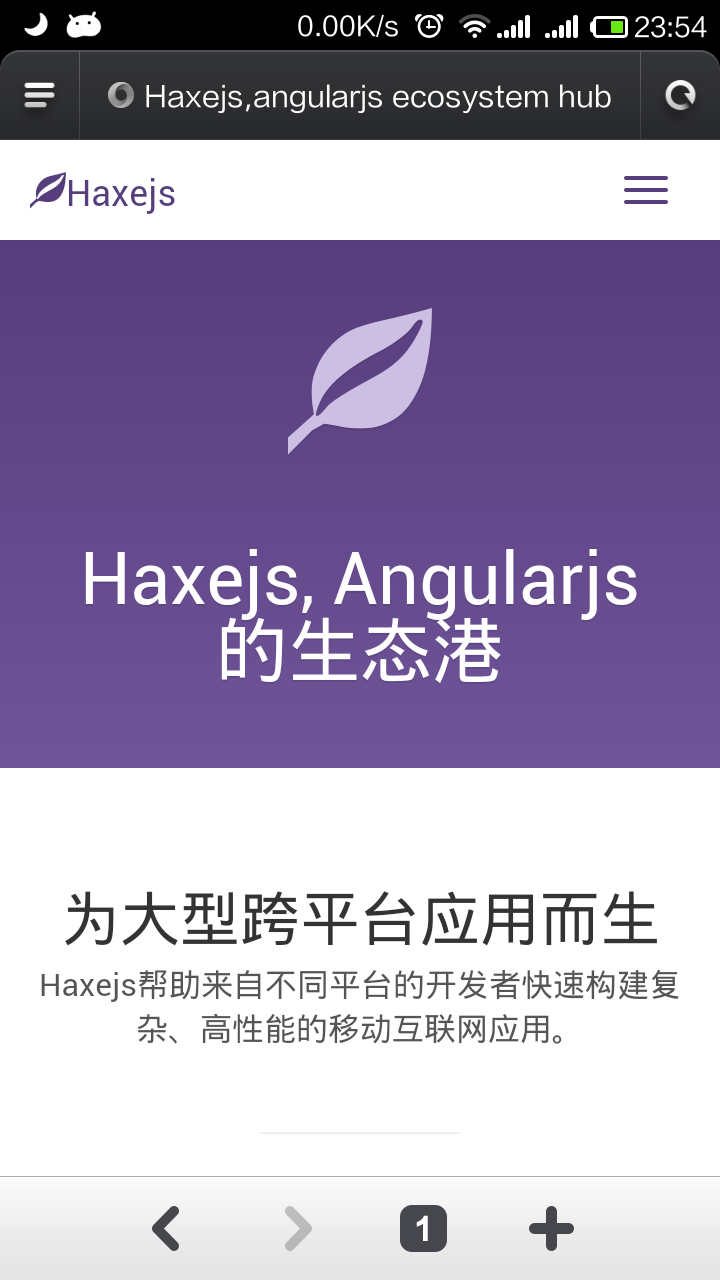 0.00K/s 23:54
Haxejs,angularjs ecosystem hub
Haxejs
Haxejs, Angularjs
的生态港
为大型跨平台应用而生
Haxejs帮助来自不同平台的开发者快速构建复
杂、高性能的移动互联网应用。
1